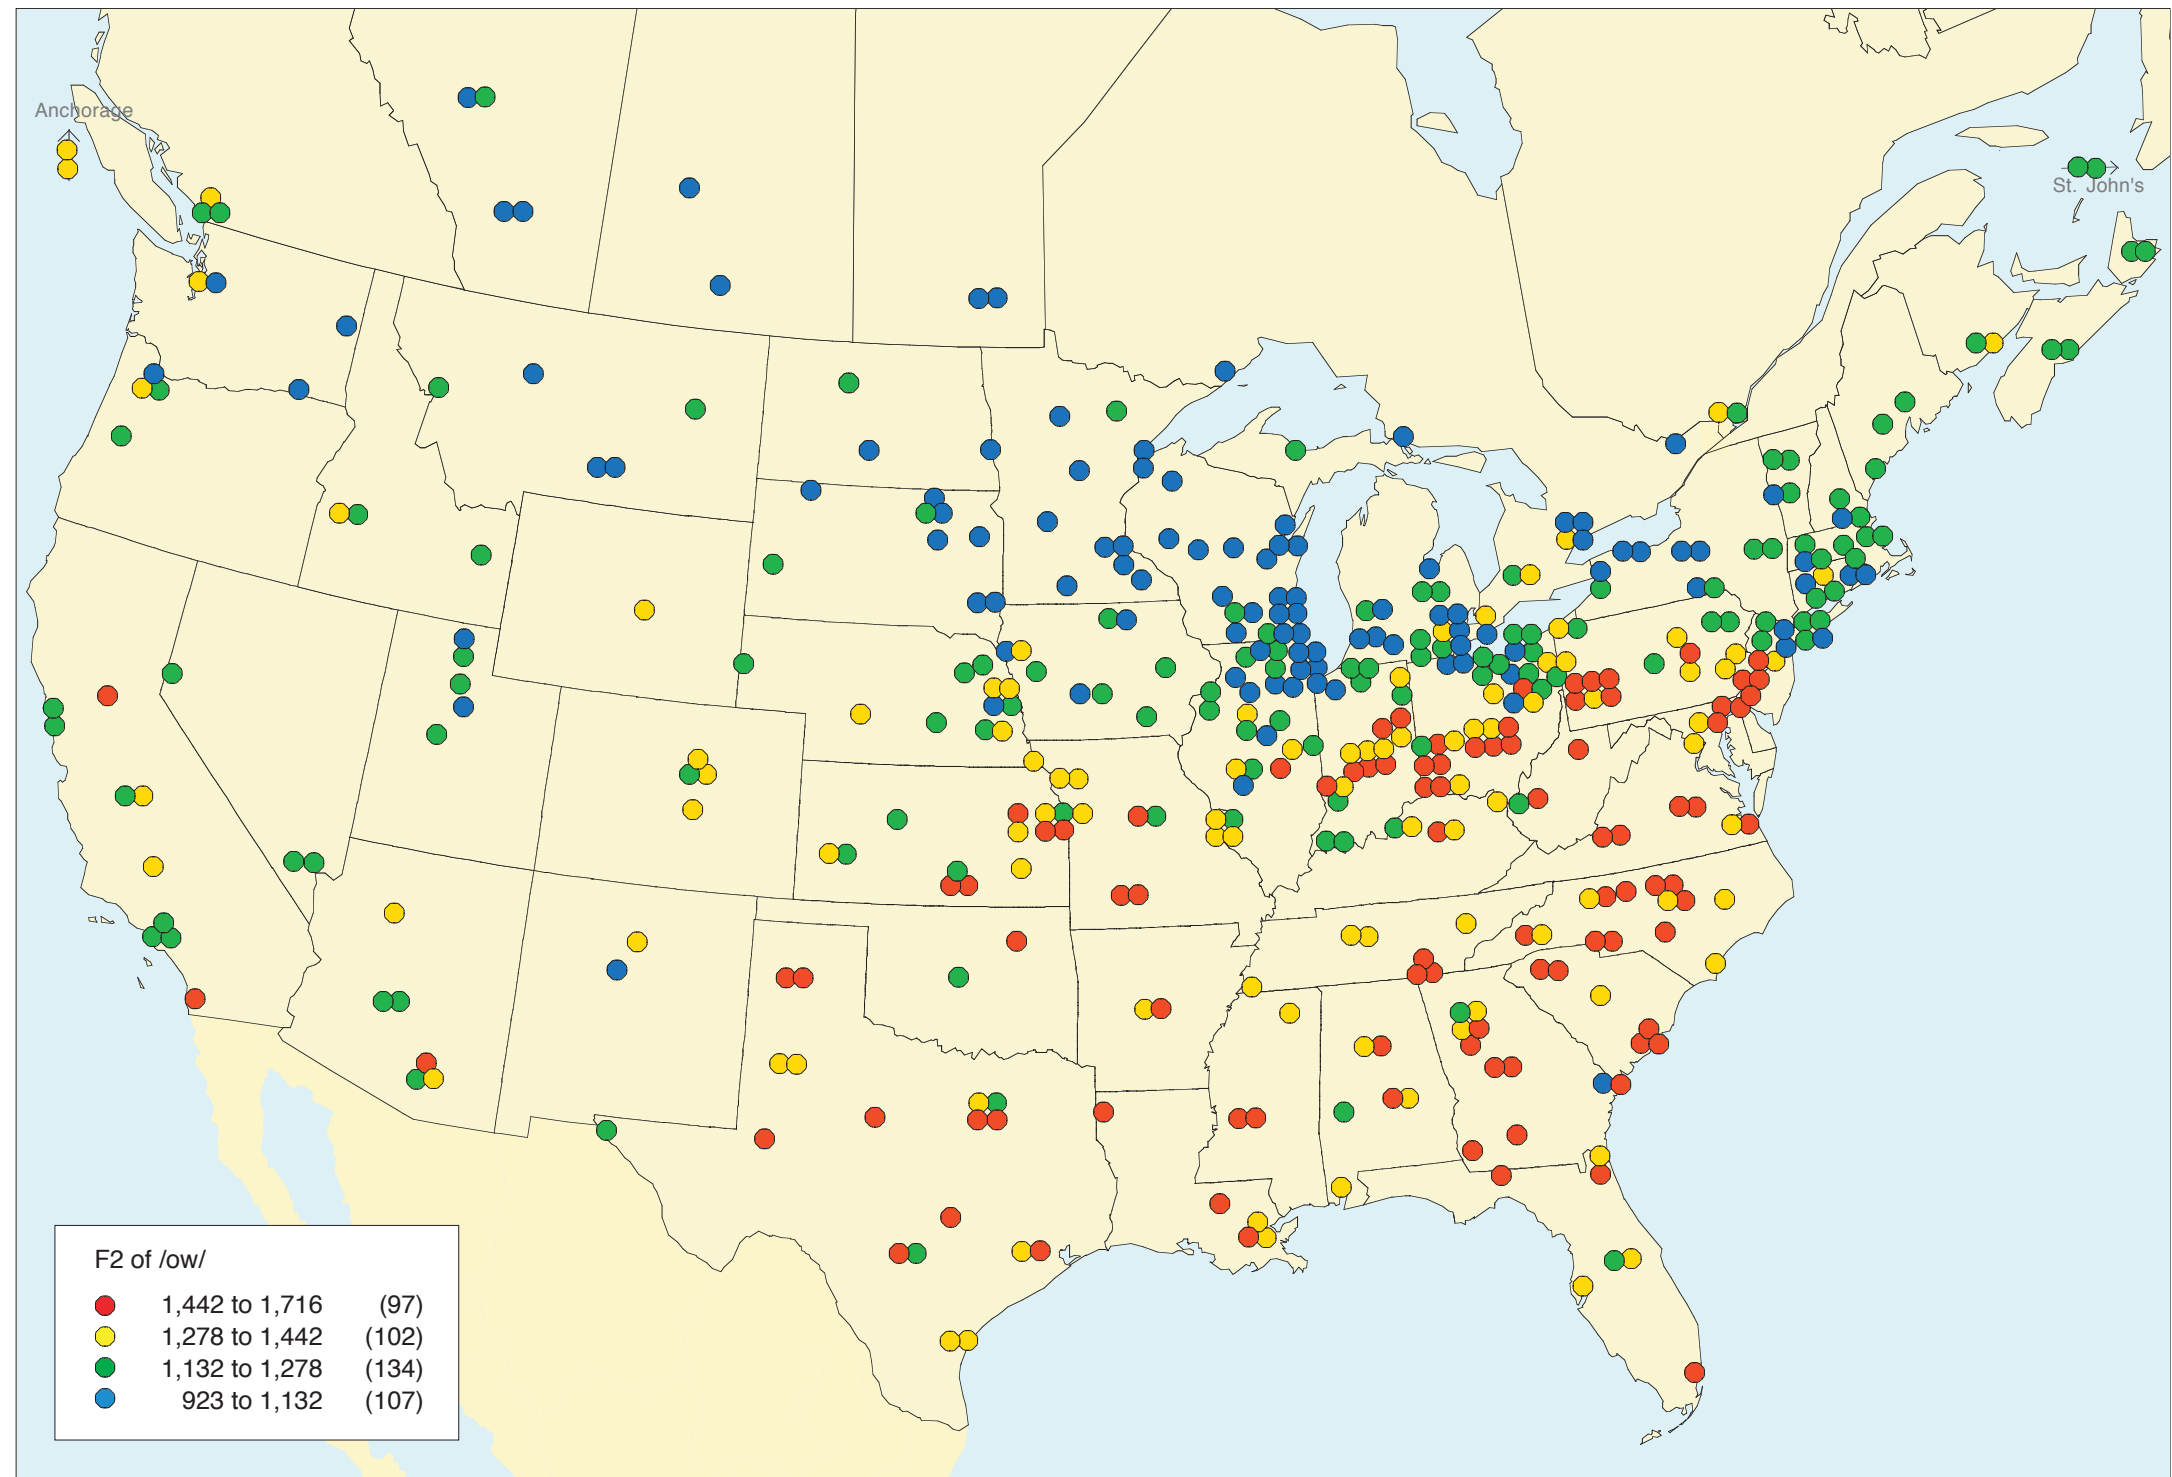 Anchorage
St. John's
F2 of /ow/
1,442 to 1,716 (97)
1,278 to 1,442 (102)
1,132 to 1,278 (134)
923 to 1,132 (107)